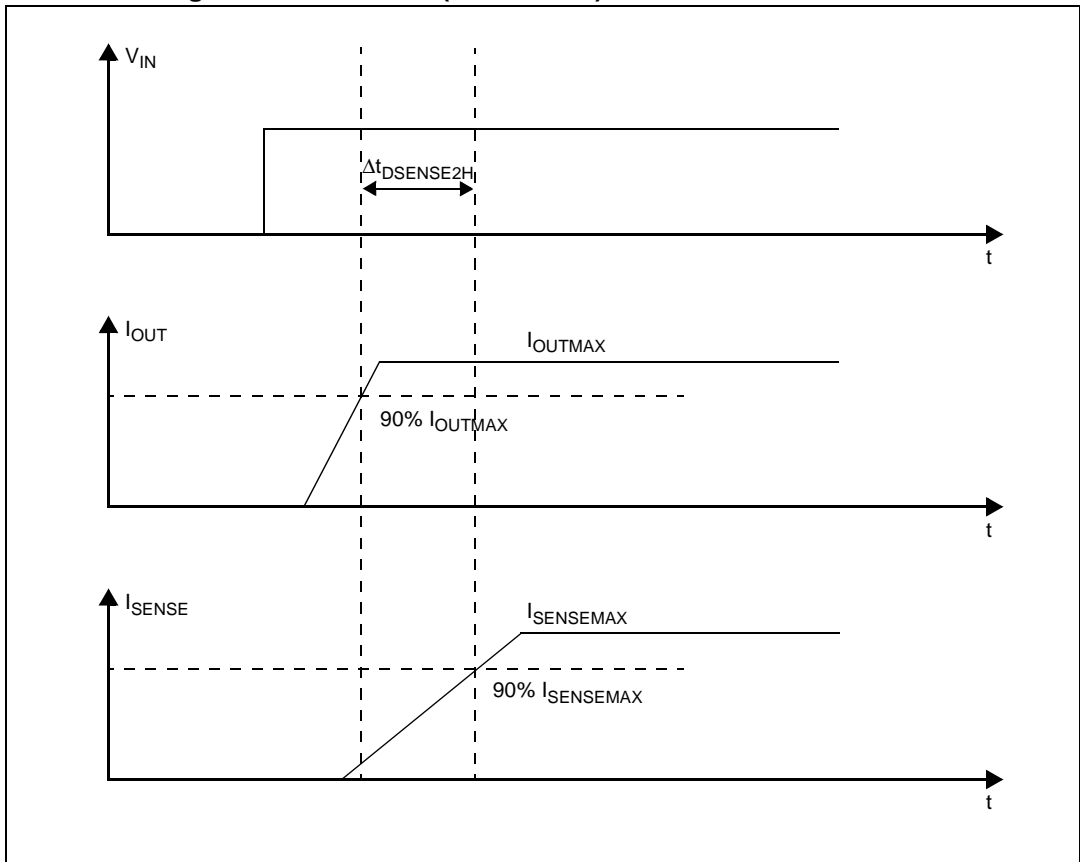 V_IN
Δt_DSENSE2H
t
I_OUT
I_OUTMAX
90% I_OUTMAX
t
I_SENSE
I_SENSEMAX
90% I_SENSEMAX
t